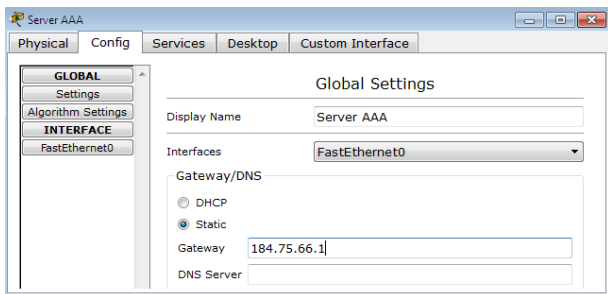 Server AAA
Physical Config Services Desktop Custom Interface
GLOBAL
Settings
Algorithm Settings
INTERFACE
FastEthernet0
Global Settings
Display Name Server AAA
Interfaces FastEthernet0
Gateway/DNS
DHCP
Static
Gateway 184.75.66.1
DNS Server